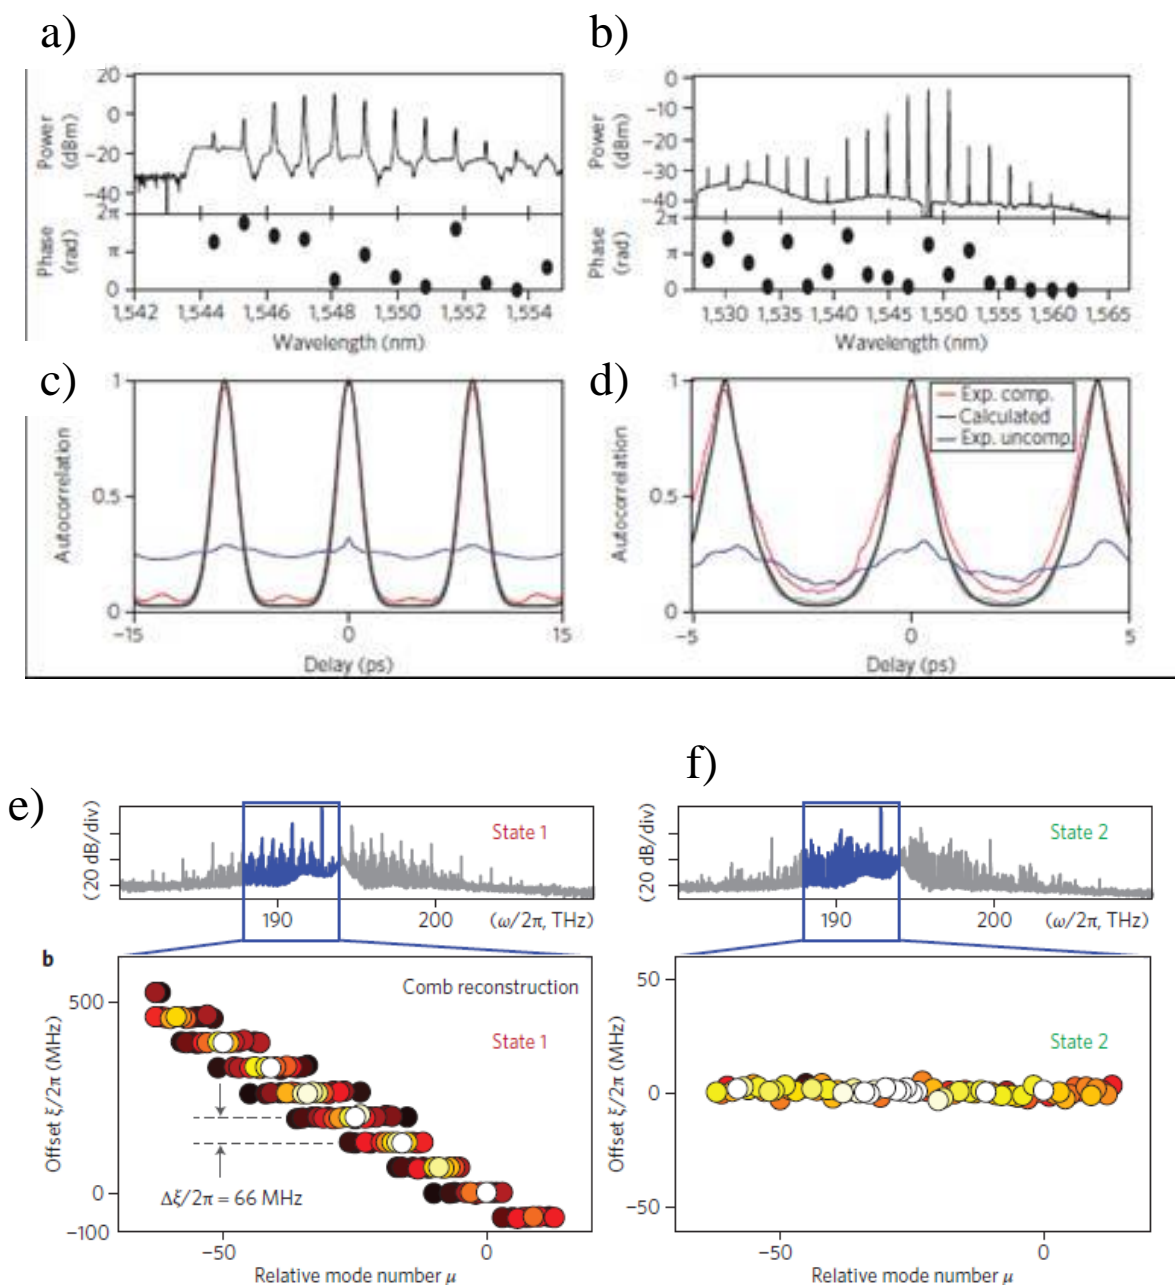 a)
b)
20
0
−20
−40
Power
(dBm)
2π
π
0
Phase
(rad)
1,542
1,544
1,546
1,548
1,550
1,552
1,554
Wavelength (nm)
0
−10
−20
−30
−40
Power
(dBm)
2π
π
0
Phase
(rad)
1,530
1,535
1,540
1,545
1,550
1,555
1,560
1,565
Wavelength (nm)
c)
d)
1
0.5
0
Autocorrelation
−15
0
15
Delay (ps)
1
0.5
0
Autocorrelation
Exp. comp.
Calculated
Exp. uncomp.
−5
0
5
Delay (ps)
e)
f)
(20 dB/div)
State 1
190
200
(ω/2π, THz)
(20 dB/div)
State 2
190
200
(ω/2π, THz)
b
Comb reconstruction
State 1
500
0
−100
Offset ξ/2π (MHz)
Δξ/2π = 66 MHz
−50
0
Relative mode number μ
State 2
50
0
−50
Offset ξ/2π (MHz)
−50
0
Relative mode number μ